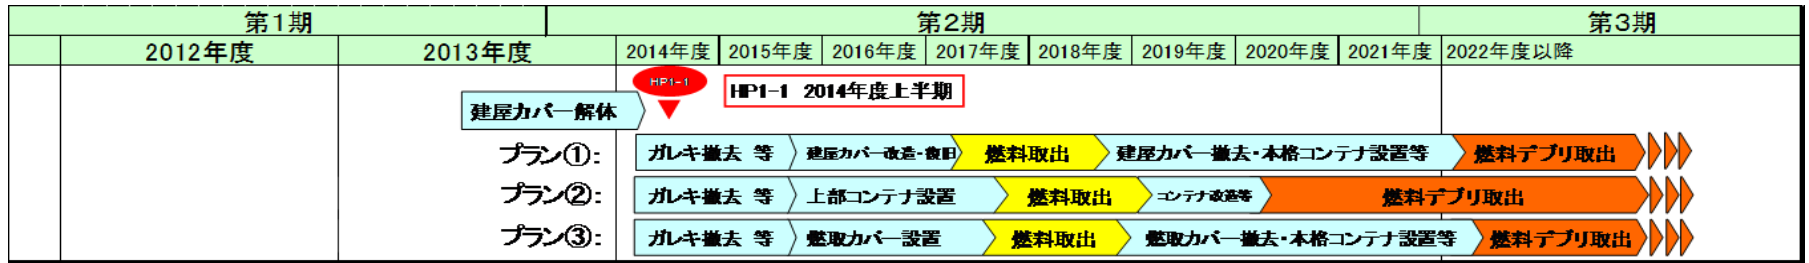 第1期 第2期 第3期
2012年度 2013年度 2014年度 2015年度 2016年度 2017年度 2018年度 2019年度 2020年度 2021年度 2022年度以降
HP1-1
HP1-1 2014年度上半期
建屋カバー解体
プラン①: ガレキ撤去 等 建屋カバー改造・復旧 燃料取出 建屋カバー撤去・本格コンテナ設置等 燃料デブリ取出
プラン②: ガレキ撤去 等 上部コンテナ設置 燃料取出 コンテナ改造等 燃料デブリ取出
プラン③: ガレキ撤去 等 燃取カバー設置 燃料取出 燃取カバー撤去・本格コンテナ設置等 燃料デブリ取出